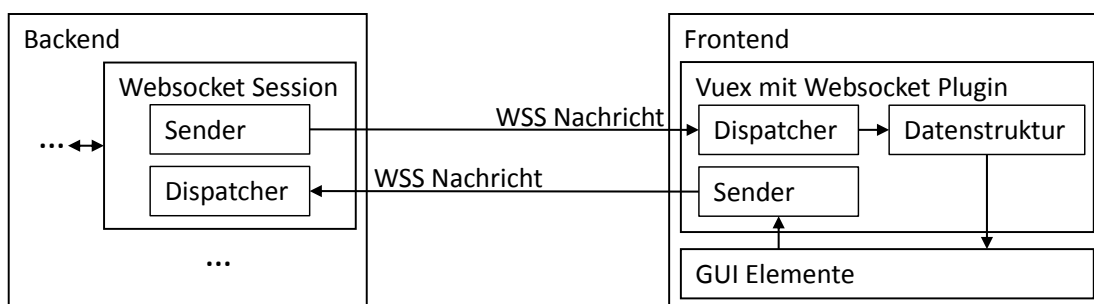 Backend
Websocket Session
Sender
...
Dispatcher
...
WSS Nachricht
WSS Nachricht
Frontend
Vuex mit Websocket Plugin
Dispatcher
Datenstruktur
Sender
GUI Elemente